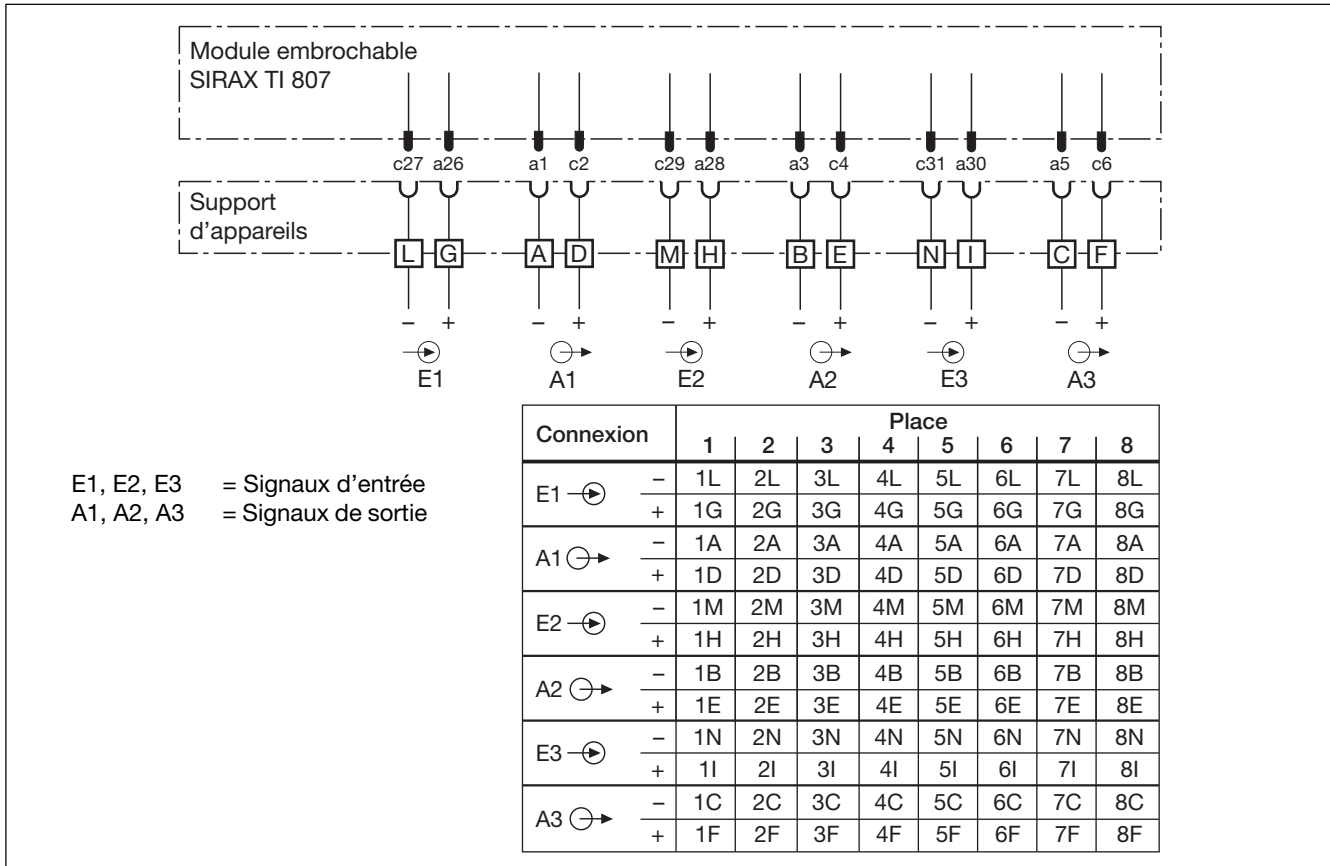 Module embrochable
SIRAX TI 807
c27 a26 a1 c2 c29 a28 a3 c4 c31 a30 a5 c6
Support
d'appareils
L G A D M H B E N I C F
– + – + – + – + – + – +
E1 A1 E2 A2 E3 A3
E1, E2, E3 = Signaux d'entrée
A1, A2, A3 = Signaux de sortie
Connexion Place
1 2 3 4 5 6 7 8
E1 – 1L 2L 3L 4L 5L 6L 7L 8L
+ 1G 2G 3G 4G 5G 6G 7G 8G
A1 – 1A 2A 3A 4A 5A 6A 7A 8A
+ 1D 2D 3D 4D 5D 6D 7D 8D
E2 – 1M 2M 3M 4M 5M 6M 7M 8M
+ 1H 2H 3H 4H 5H 6H 7H 8H
A2 – 1B 2B 3B 4B 5B 6B 7B 8B
+ 1E 2E 3E 4E 5E 6E 7E 8E
E3 – 1N 2N 3N 4N 5N 6N 7N 8N
+ 1I 2I 3I 4I 5I 6I 7I 8I
A3 – 1C 2C 3C 4C 5C 6C 7C 8C
+ 1F 2F 3F 4F 5F 6F 7F 8F